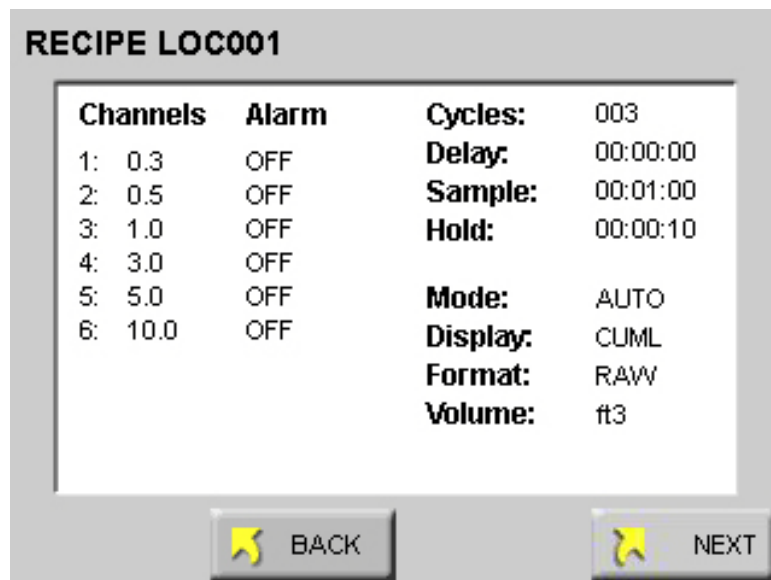 RECIPE LOC001
Channels Alarm
1: 0.3 OFF
2: 0.5 OFF
3: 1.0 OFF
4: 3.0 OFF
5: 5.0 OFF
6: 10.0 OFF
Cycles: 003
Delay: 00:00:00
Sample: 00:01:00
Hold: 00:00:10
Mode: AUTO
Display: CUML
Format: RAW
Volume: ft3
BACK
NEXT